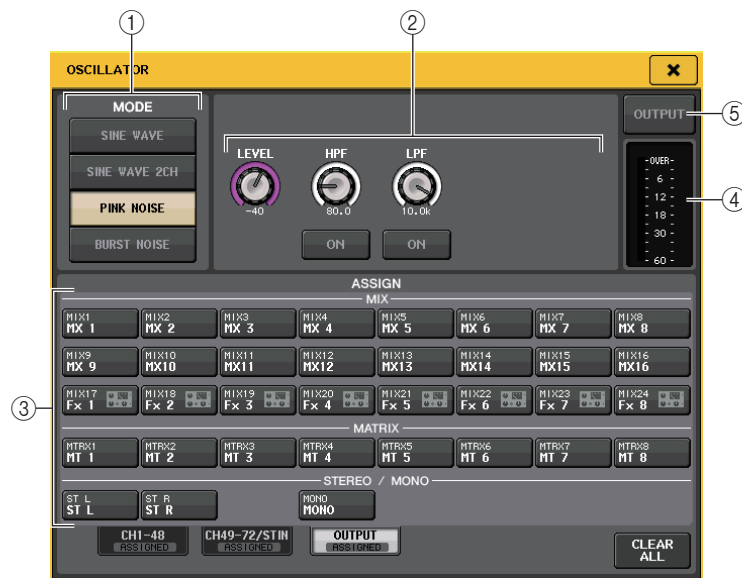 ① ②
OSCILLATOR
MODE
SINE WAVE
SINE WAVE 2CH
PINK NOISE
BURST NOISE
LEVEL HPF LPF
-40 80.0 10.0k
ON ON
OUTPUT ⑤
-OVER-
6
12
18
30
60
④
③
ASSIGN
MIX
MIX1 MIX2 MIX3 MIX4 MIX5 MIX6 MIX7 MIX8
MX 1 MX 2 MX 3 MX 4 MX 5 MX 6 MX 7 MX 8
MIX9 MIX10 MIX11 MIX12 MIX13 MIX14 MIX15 MIX16
MX 9 MX10 MX11 MX12 MX13 MX14 MX15 MX16
MIX17 MIX18 MIX19 MIX20 MIX21 MIX22 MIX23 MIX24
Fx 1 Fx 2 Fx 3 Fx 4 Fx 5 Fx 6 Fx 7 Fx 8
MATRIX
MTRX1 MTRX2 MTRX3 MTRX4 MTRX5 MTRX6 MTRX7 MTRX8
MT 1 MT 2 MT 3 MT 4 MT 5 MT 6 MT 7 MT 8
STEREO / MONO
ST L ST R MONO
ST L ST R MONO
CH1-48 CH49-72/STIN OUTPUT
ASSIGNED ASSIGNED ASSIGNED
CLEAR
ALL